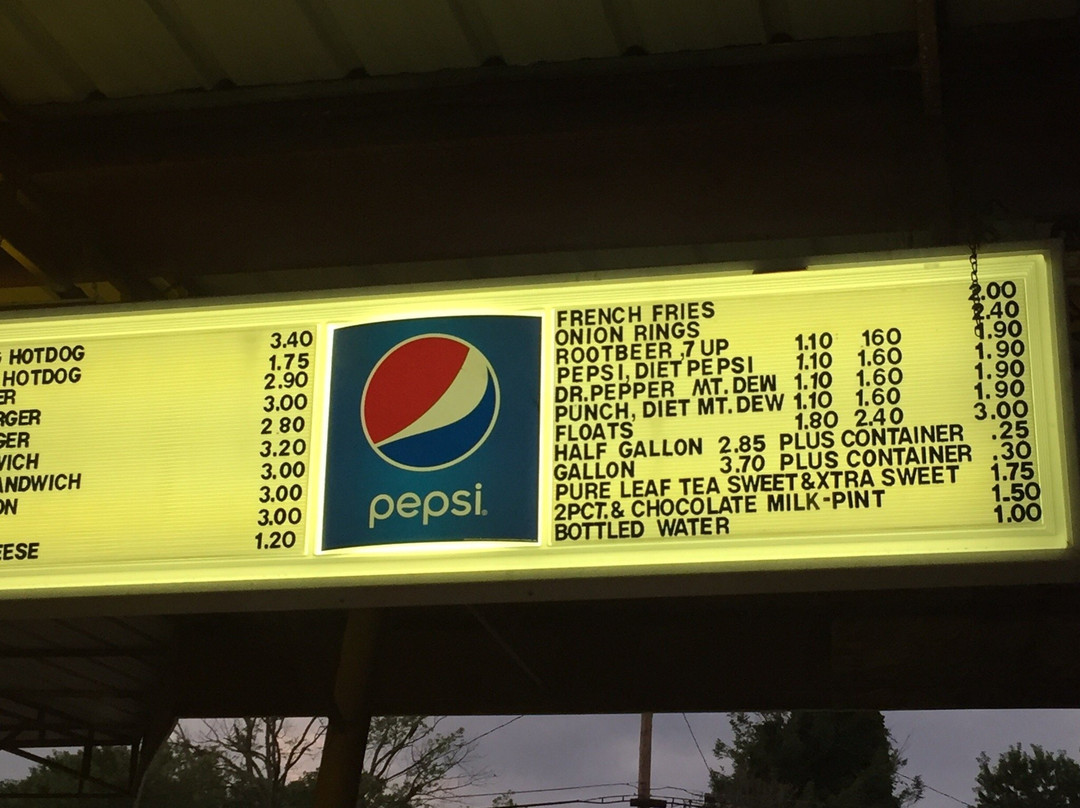 HOTDOG 3.40
HOTDOG 1.75
ER 2.90
RGER 3.00
GER 2.80
WICH 3.20
ANDWICH 3.00
ON 3.00
3.00
EESE 1.20
pepsi
FRENCH FRIES 2.00
ONION RINGS 2.40
ROOTBEER ,7 UP 1.10 160 1.90
PEPSI, DIET PEPSI 1.10 1.60 1.90
DR.PEPPER MT. DEW 1.10 1.60 1.90
PUNCH, DIET MT. DEW 1.10 1.60 1.90
FLOATS 1.80 2.40 3.00
HALF GALLON 2.85 PLUS CONTAINER .25
GALLON 3.70 PLUS CONTAINER .30
PURE LEAF TEA SWEET&XTRA SWEET 1.75
2PCT.& CHOCOLATE MILK-PINT 1.50
BOTTLED WATER 1.00